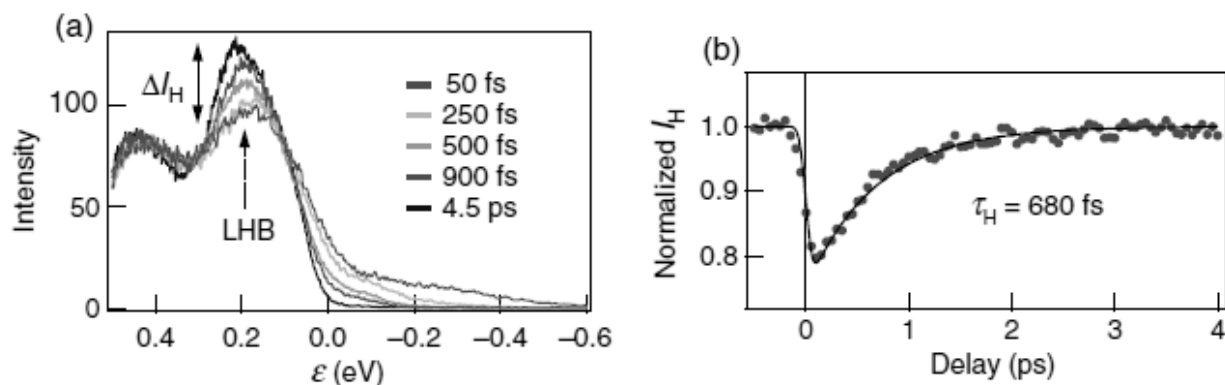 (a)
100
50
0
Intensity
ΔI_H
LHB
50 fs
250 fs
500 fs
900 fs
4.5 ps
0.4
0.2
0.0
−0.2
−0.4
−0.6
ε (eV)
(b)
Normalized I_H
1.0
0.9
0.8
τ_H = 680 fs
0
1
2
3
4
Delay (ps)